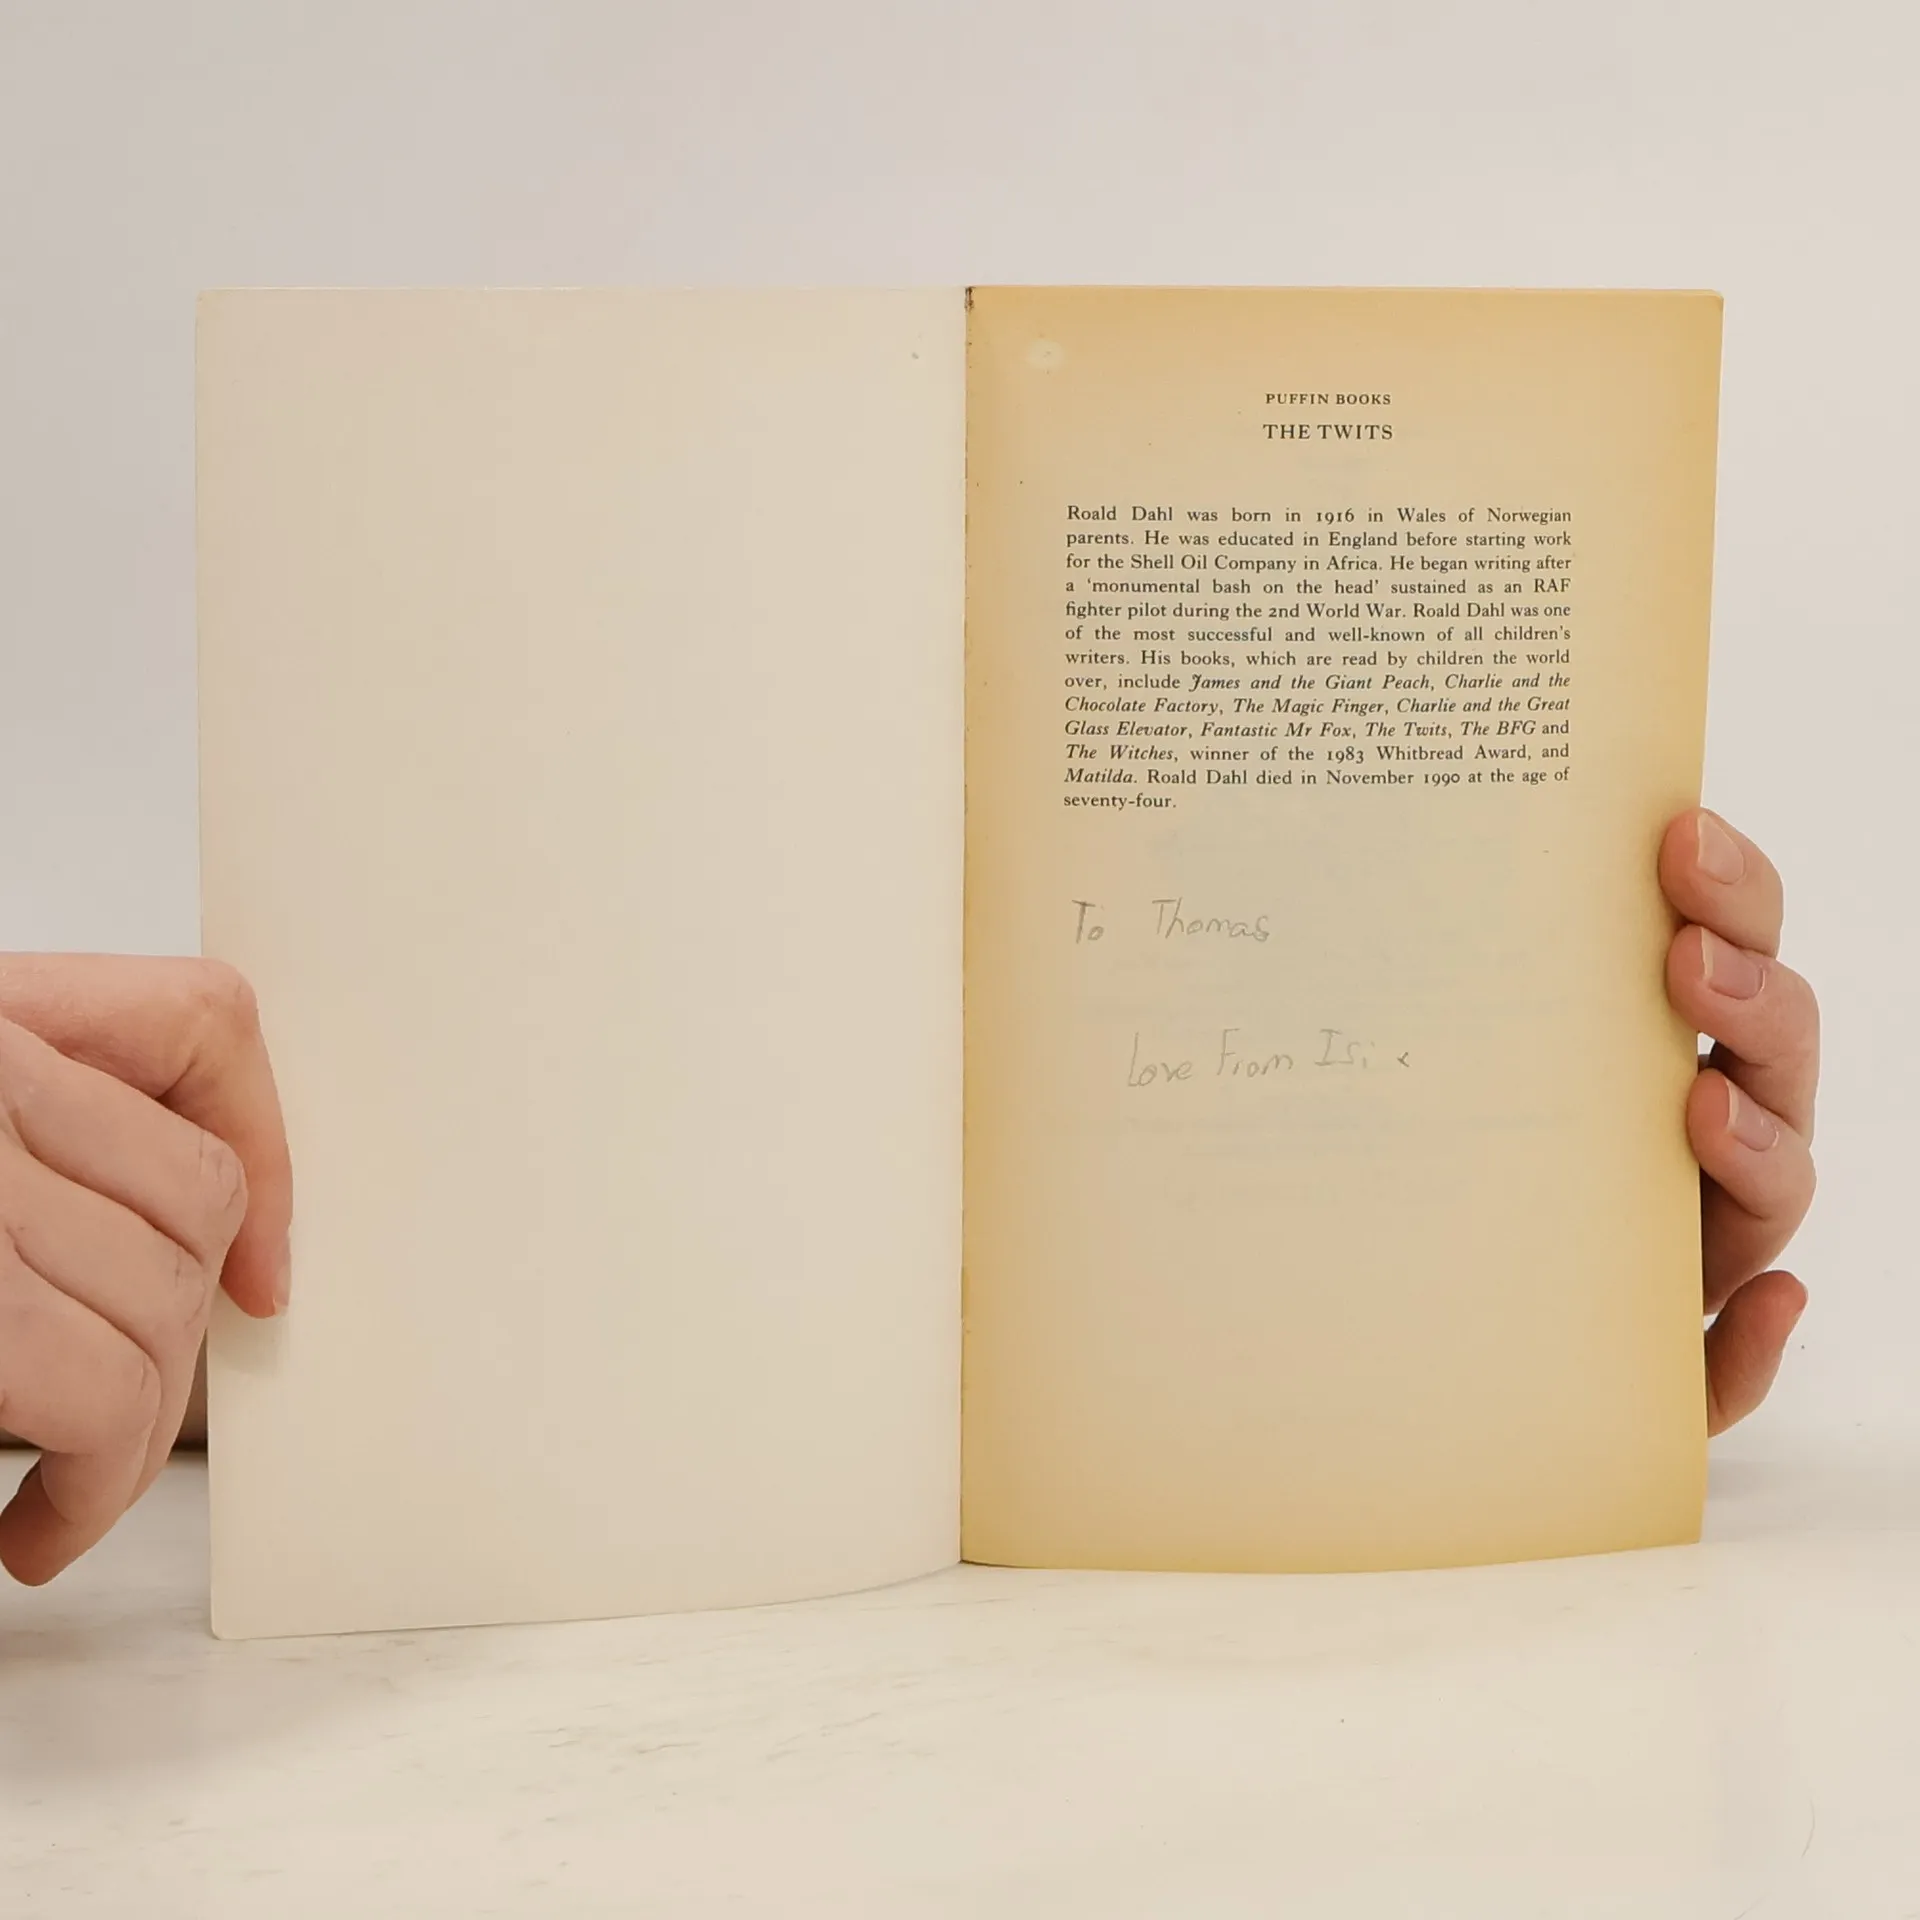 PUFFIN BOOKS
THE TWITS
Roald Dahl was born in 1916 in Wales of Norwegian
parents. He was educated in England before starting work
for the Shell Oil Company in Africa. He began writing after
a ‘monumental bash on the head’ sustained as an RAF
fighter pilot during the 2nd World War. Roald Dahl was one
of the most successful and well-known of all children’s
writers. His books, which are read by children the world
over, include James and the Giant Peach, Charlie and the
Chocolate Factory, The Magic Finger, Charlie and the Great
Glass Elevator, Fantastic Mr Fox, The Twits, The BFG and
The Witches, winner of the 1983 Whitbread Award, and
Matilda. Roald Dahl died in November 1990 at the age of
seventy-four.
To Thomas
Love From Isi x